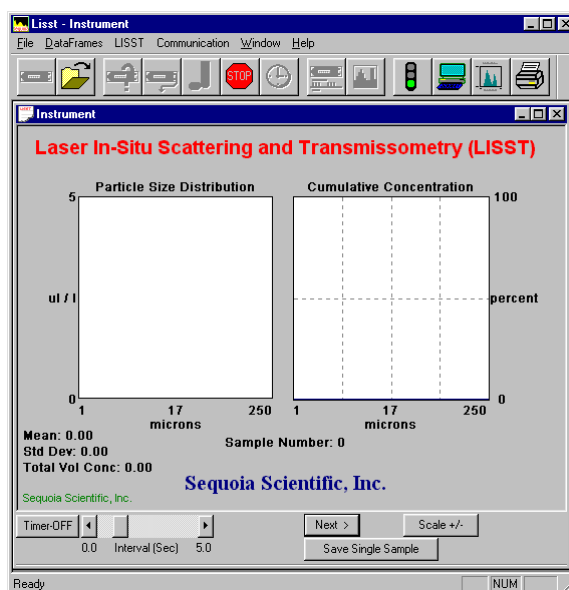 Lisst - Instrument
File DataFrames LISST Communication Window Help
STOP
Instrument
Laser In-Situ Scattering and Transmissometry (LISST)
Particle Size Distribution Cumulative Concentration
5 100
ul / l percent
0 0
1 17 250 1 17 250
microns microns
Mean: 0.00
Sample Number: 0
Std Dev: 0.00
Total Vol Conc: 0.00
Sequoia Scientific, Inc.
Sequoia Scientific, Inc.
Timer-OFF Next > Scale +/-
0.0 Interval (Sec) 5.0 Save Single Sample
Ready NUM